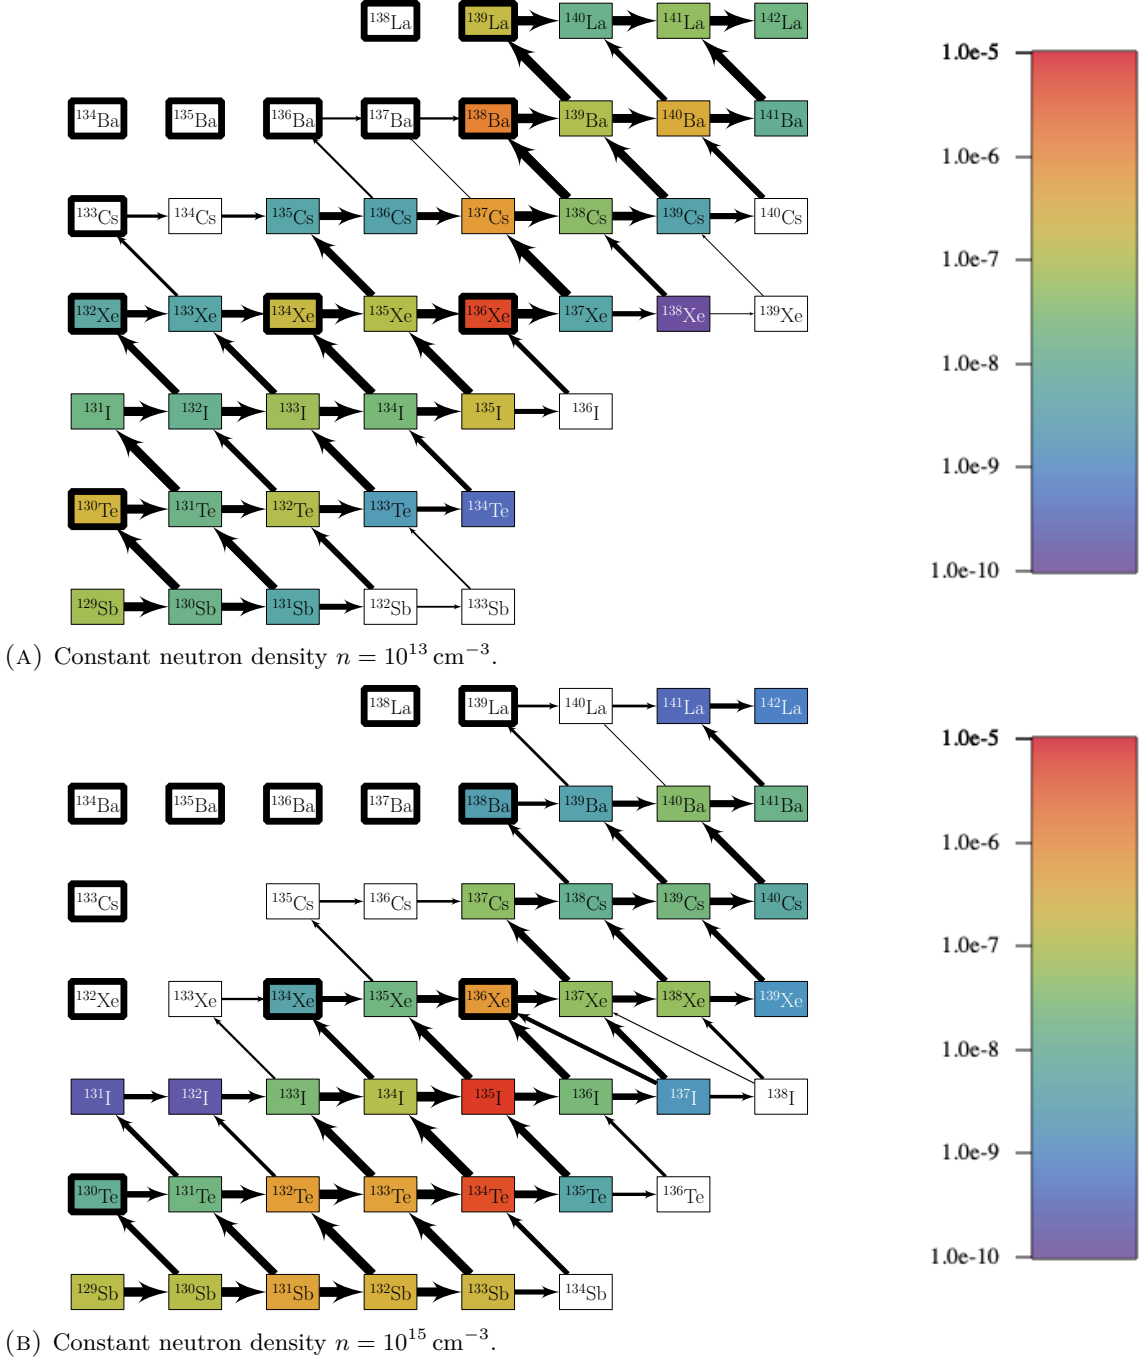 ¹³⁸La ¹³⁹La ¹⁴⁰La ¹⁴¹La ¹⁴²La
1.0e-5
¹³⁴Ba ¹³⁵Ba ¹³⁶Ba ¹³⁷Ba ¹³⁸Ba ¹³⁹Ba ¹⁴⁰Ba ¹⁴¹Ba
1.0e-6
¹³³Cs ¹³⁴Cs ¹³⁵Cs ¹³⁶Cs ¹³⁷Cs ¹³⁸Cs ¹³⁹Cs ¹⁴⁰Cs
1.0e-7
¹³²Xe ¹³³Xe ¹³⁴Xe ¹³⁵Xe ¹³⁶Xe ¹³⁷Xe ¹³⁸Xe ¹³⁹Xe
1.0e-8
¹³¹I ¹³²I ¹³³I ¹³⁴I ¹³⁵I ¹³⁶I
1.0e-9
¹³⁰Te ¹³¹Te ¹³²Te ¹³³Te ¹³⁴Te
1.0e-10
¹²⁹Sb ¹³⁰Sb ¹³¹Sb ¹³²Sb ¹³³Sb
(A) Constant neutron density n = 10¹³ cm⁻³.
¹³⁸La ¹³⁹La ¹⁴⁰La ¹⁴¹La ¹⁴²La
1.0e-5
¹³⁴Ba ¹³⁵Ba ¹³⁶Ba ¹³⁷Ba ¹³⁸Ba ¹³⁹Ba ¹⁴⁰Ba ¹⁴¹Ba
1.0e-6
¹³³Cs ¹³⁵Cs ¹³⁶Cs ¹³⁷Cs ¹³⁸Cs ¹³⁹Cs ¹⁴⁰Cs
1.0e-7
¹³²Xe ¹³³Xe ¹³⁴Xe ¹³⁵Xe ¹³⁶Xe ¹³⁷Xe ¹³⁸Xe ¹³⁹Xe
1.0e-8
¹³¹I ¹³²I ¹³³I ¹³⁴I ¹³⁵I ¹³⁶I ¹³⁷I ¹³⁸I
1.0e-9
¹³⁰Te ¹³¹Te ¹³²Te ¹³³Te ¹³⁴Te ¹³⁵Te ¹³⁶Te
1.0e-10
¹²⁹Sb ¹³⁰Sb ¹³¹Sb ¹³²Sb ¹³³Sb ¹³⁴Sb
(B) Constant neutron density n = 10¹⁵ cm⁻³.